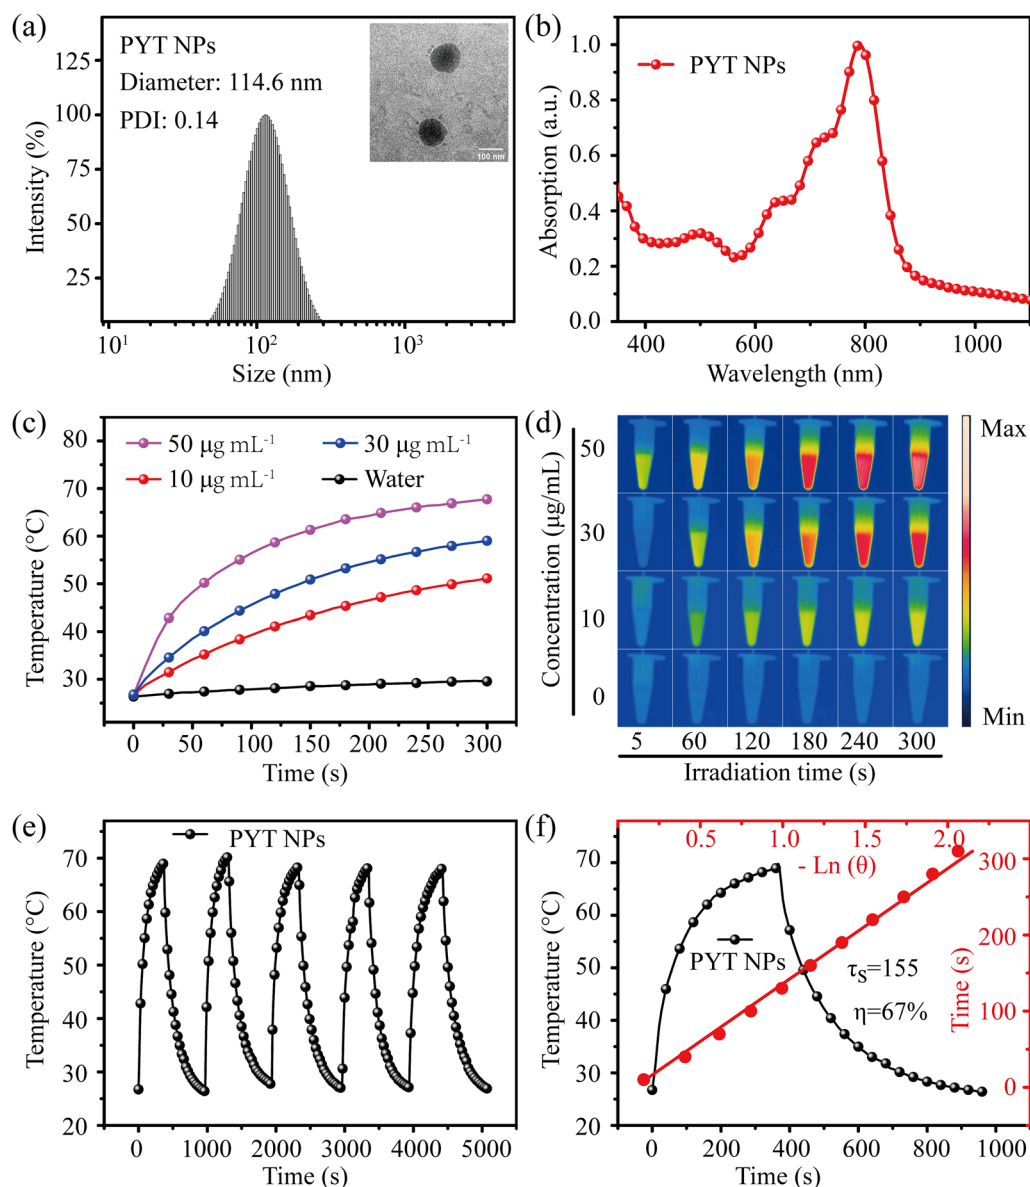 (a)
PYT NPs
Diameter: 114.6 nm
PDI: 0.14
100 nm
125
100
75
50
25
Intensity (%)
10¹ 10² 10³
Size (nm)
(b)
PYT NPs
1.0
0.8
0.6
0.4
0.2
0.0
Absorption (a.u.)
400 600 800 1000
Wavelength (nm)
(c)
50 μg mL⁻¹ 30 μg mL⁻¹
10 μg mL⁻¹ Water
80
70
60
50
40
30
Temperature (°C)
0 50 100 150 200 250 300
Time (s)
(d)
Concentration (μg/mL)
50
30
10
0
Max
Min
5 60 120 180 240 300
Irradiation time (s)
(e)
PYT NPs
70
60
50
40
30
20
Temperature (°C)
0 1000 2000 3000 4000 5000
Time (s)
(f)
0.5 1.0 1.5 2.0
- Ln (θ)
70
60
50
40
30
20
Temperature (°C)
PYT NPs
τs=155
η=67%
300
200
100
0
Time (s)
0 200 400 600 800 1000
Time (s)